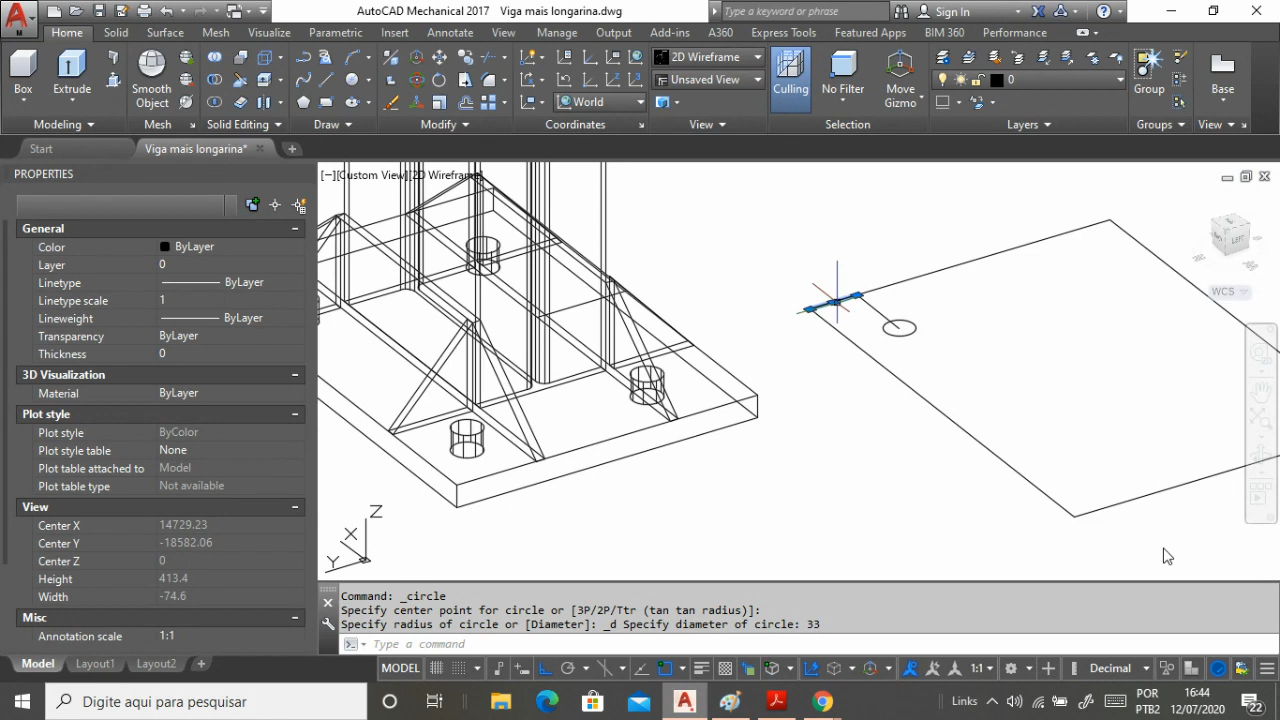 AutoCAD Mechanical 2017 Viga mais longarina.dwg
Type a keyword or phrase
Sign In
M
Home Solid Surface Mesh Visualize Parametric Insert Annotate View Manage Output Add-ins A360 Express Tools Featured Apps BIM 360 Performance
2D Wireframe
Unsaved View
World
Box Extrude Smooth Object Culling No Filter Move Gizmo 0 Group Base
Modeling Mesh Solid Editing Draw Modify Coordinates View Selection Layers Groups View
Start Viga mais longarina*
PROPERTIES
[−][Custom View][2D Wireframe]
General
Color ByLayer
Layer 0
Linetype ByLayer
Linetype scale 1
Lineweight ByLayer
Transparency ByLayer
Thickness 0
3D Visualization
Material ByLayer
Plot style
Plot style ByColor
Plot style table None
Plot table attached to Model
Plot table type Not available
View
Center X 14729.23
Center Y -18582.06
Center Z 0
Height 413.4
Width -74.6
Misc
Annotation scale 1:1
LEFT
WCS
Z
X
Y
Command: _circle
Specify center point for circle or [3P/2P/Ttr (tan tan radius)]:
Specify radius of circle or [Diameter]: _d Specify diameter of circle: 33
Type a command
Model Layout1 Layout2 +
MODEL 1:1 Decimal
Digite aqui para pesquisar
Links
POR
PTB2
16:44
12/07/2020
22